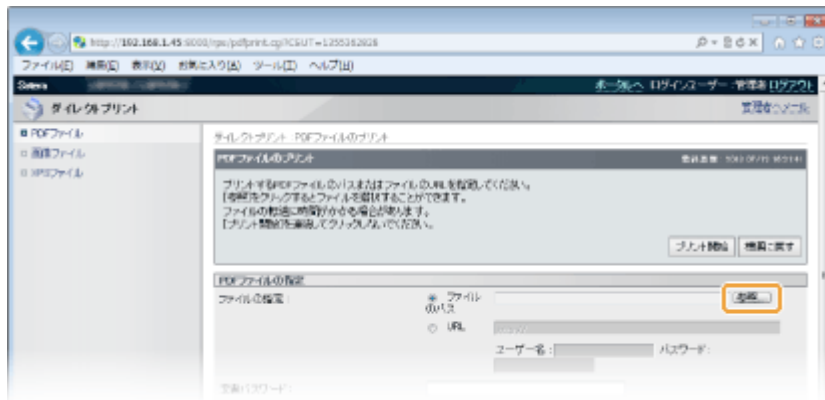 http://192.168.1.45:8000/rps/pdfprint.cgi?CSUT=1355362826
ファイル(F) 編集(E) 表示(V) お気に入り(A) ツール(T) ヘルプ(H)
Satera
ポータルへ ログインユーザー: 管理者 ログアウト
ダイレクトプリント
管理者へメール
PDFファイル
画像ファイル
XPSファイル
ダイレクトプリント : PDFファイルのプリント
PDFファイルのプリント
プリントするPDFファイルのパスまたはファイルのURLを指定してください。
[参照]をクリックするとファイルを選択することができます。
ファイルの転送に時間がかかる場合があります。
[プリント開始]を重複してクリックしないでください。
プリント開始 標準に戻す
PDFファイルの指定
ファイルの指定 :
ファイルのパス
参照...
URL
ユーザー名 : パスワード :
文書パスワード :